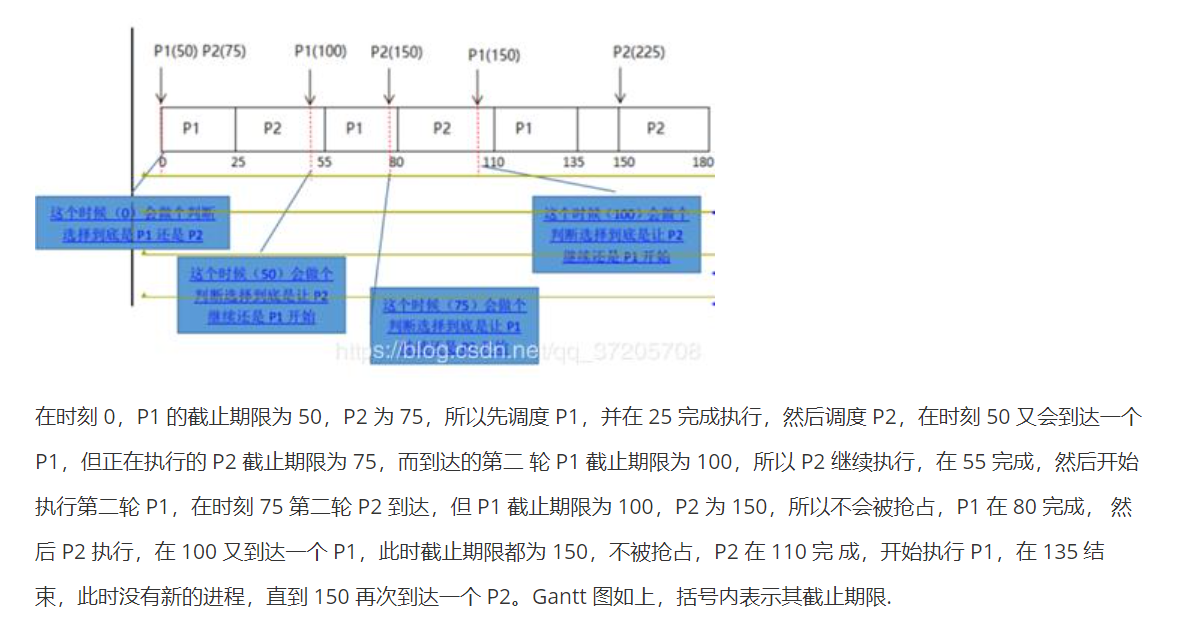 P1(50) P2(75) P1(100) P2(150) P1(150) P2(225)
P1 P2 P1 P2 P1 P2
0 25 55 80 110 135 150 180
这个时候（0）会做个判断
选择到底是 P1 还是 P2
这个时候（100）会做个
判断选择到底是让 P2
继续还是 P1 开始
这个时候（50）会做个
判断选择到底是让 P2
继续还是 P1 开始
这个时候（75）会做个
判断选择到底是让 P1
https://blog.csdn.net/qq_37205708
在时刻 0，P1 的截止期限为 50，P2 为 75，所以先调度 P1，并在 25 完成执行，然后调度 P2，在时刻 50 又会到达一个
P1，但正在执行的 P2 截止期限为 75，而到达的第二 轮 P1 截止期限为 100，所以 P2 继续执行，在 55 完成，然后开始
执行第二轮 P1，在时刻 75 第二轮 P2 到达，但 P1 截止期限为 100，P2 为 150，所以不会被抢占，P1 在 80 完成， 然
后 P2 执行，在 100 又到达一个 P1，此时截止期限都为 150，不被抢占，P2 在 110 完 成，开始执行 P1，在 135 结
束，此时没有新的进程，直到 150 再次到达一个 P2。Gantt 图如上，括号内表示其截止期限.